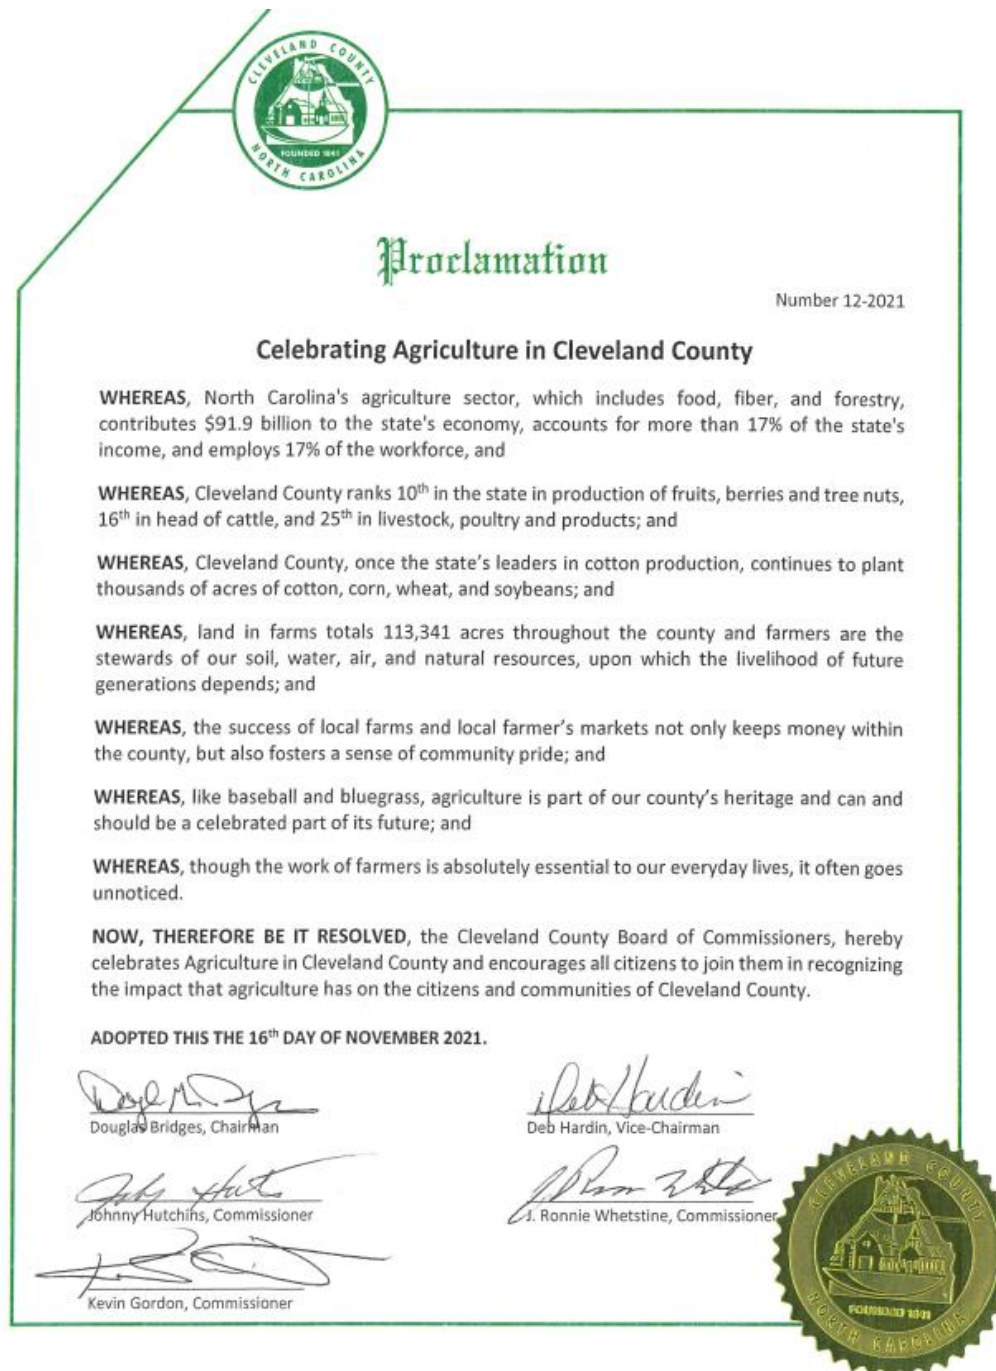 CLEVELAND COUNTY
FOUNDED 1841
NORTH CAROLINA
Proclamation
Number 12-2021
Celebrating Agriculture in Cleveland County
WHEREAS, North Carolina's agriculture sector, which includes food, fiber, and forestry,
contributes $91.9 billion to the state's economy, accounts for more than 17% of the state's
income, and employs 17% of the workforce, and
WHEREAS, Cleveland County ranks 10th in the state in production of fruits, berries and tree nuts,
16th in head of cattle, and 25th in livestock, poultry and products; and
WHEREAS, Cleveland County, once the state's leaders in cotton production, continues to plant
thousands of acres of cotton, corn, wheat, and soybeans; and
WHEREAS, land in farms totals 113,341 acres throughout the county and farmers are the
stewards of our soil, water, air, and natural resources, upon which the livelihood of future
generations depends; and
WHEREAS, the success of local farms and local farmer's markets not only keeps money within
the county, but also fosters a sense of community pride; and
WHEREAS, like baseball and bluegrass, agriculture is part of our county's heritage and can and
should be a celebrated part of its future; and
WHEREAS, though the work of farmers is absolutely essential to our everyday lives, it often goes
unnoticed.
NOW, THEREFORE BE IT RESOLVED, the Cleveland County Board of Commissioners, hereby
celebrates Agriculture in Cleveland County and encourages all citizens to join them in recognizing
the impact that agriculture has on the citizens and communities of Cleveland County.
ADOPTED THIS THE 16th DAY OF NOVEMBER 2021.
Deb Hardin
Douglas Bridges, Chairman
Deb Hardin, Vice-Chairman
Johnny Hutchins, Commissioner
J. Ronnie Whetstine, Commissioner
Kevin Gordon, Commissioner
CLEVELAND COUNTY
FOUNDED 1841
NORTH CAROLINA